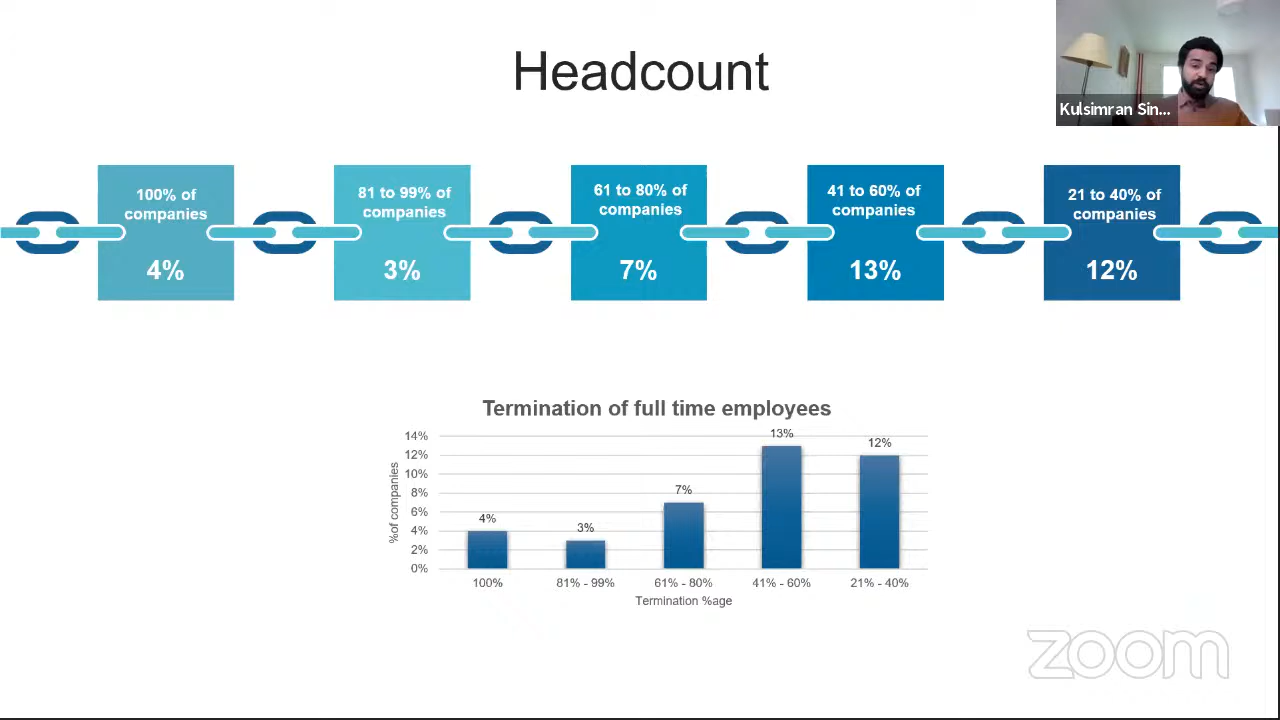 Headcount
Kulsimran Sin...
100% of
companies
4%
81 to 99% of
companies
3%
61 to 80% of
companies
7%
41 to 60% of
companies
13%
21 to 40% of
companies
12%
Termination of full time employees
%of companies
14%
12%
10%
8%
6%
4%
2%
0%
4%
3%
7%
13%
12%
100%
81% - 99%
61% - 80%
41% - 60%
21% - 40%
Termination %age
zoom